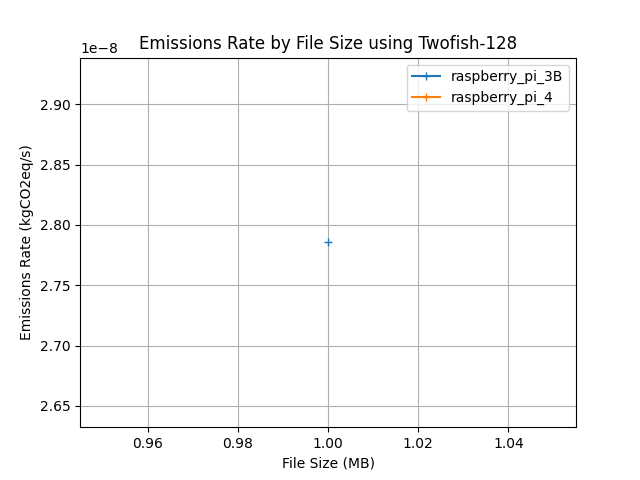 Emissions Rate by File Size using Twofish-128
1e−8
raspberry_pi_3B
raspberry_pi_4
2.90
2.85
2.80
2.75
2.70
2.65
Emissions Rate (kgCO2eq/s)
0.96 0.98 1.00 1.02 1.04
File Size (MB)